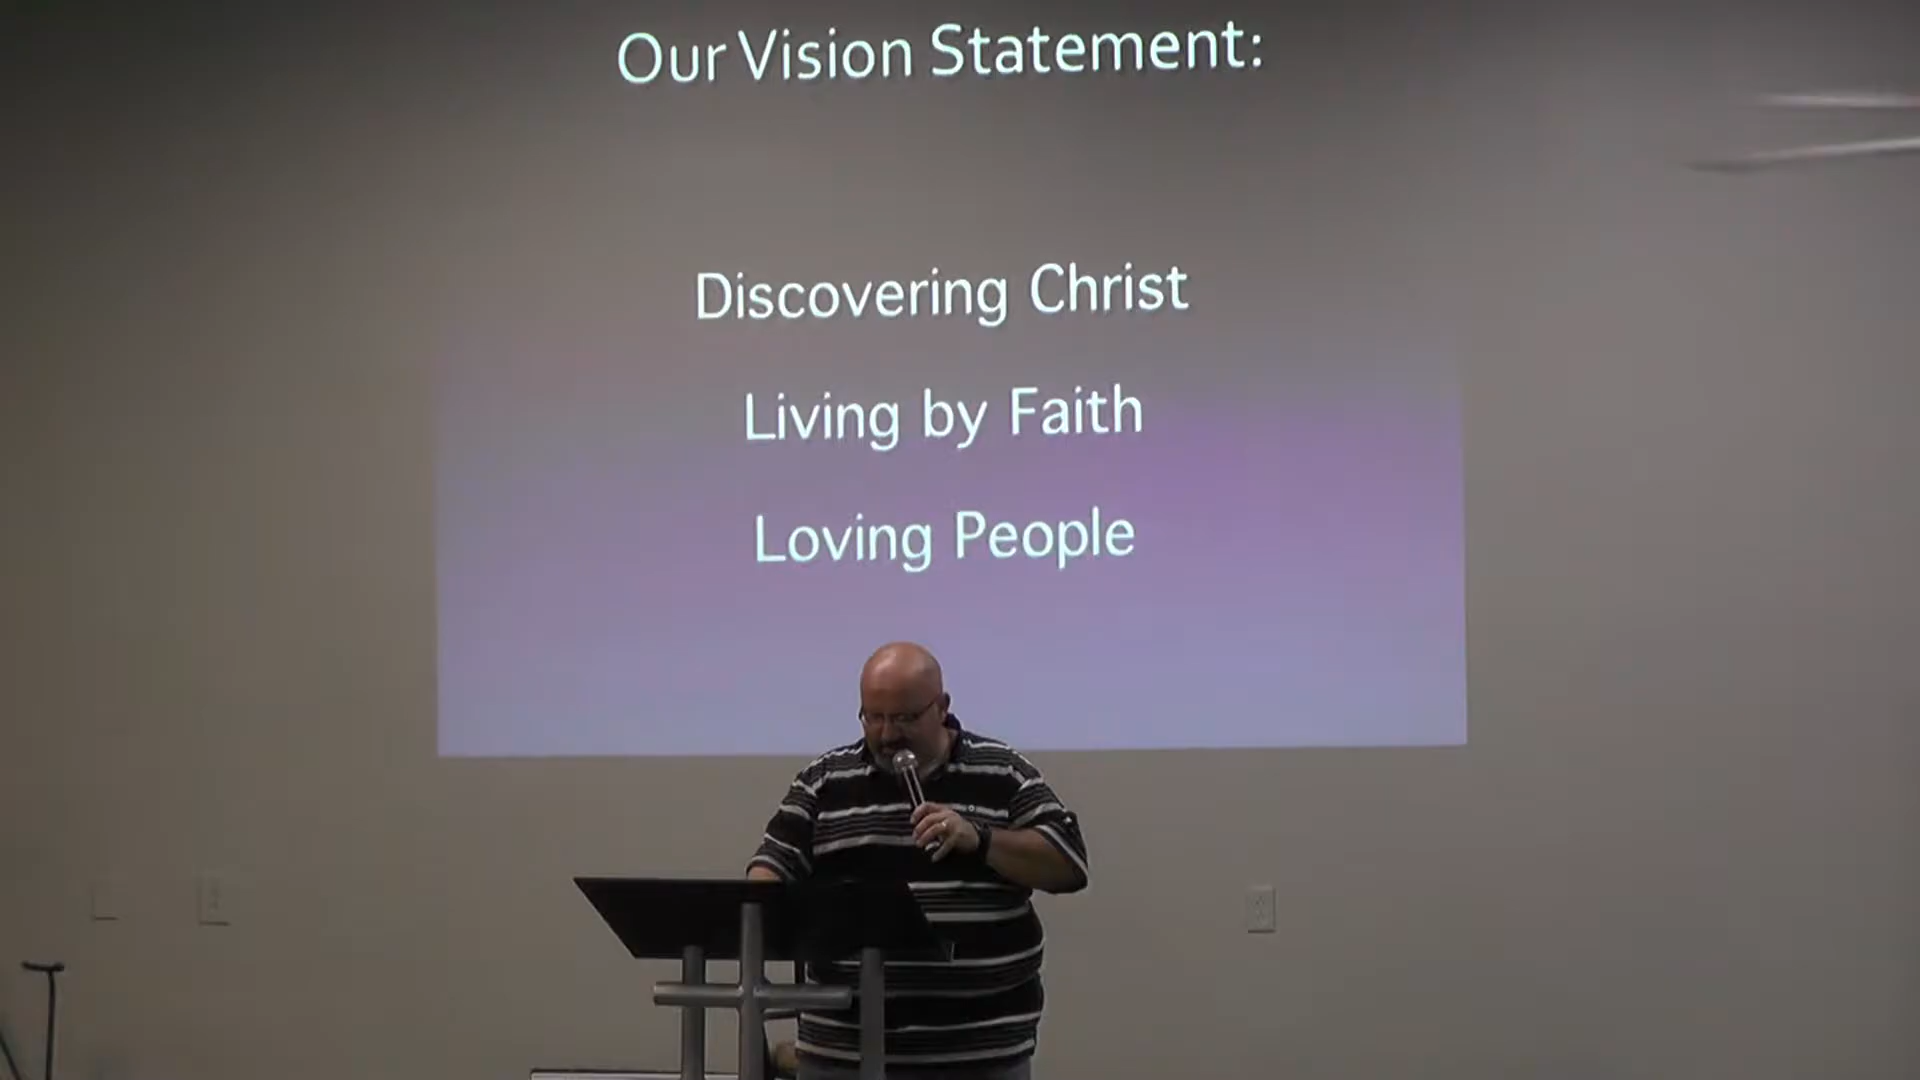 Our Vision Statement:
Discovering Christ
Living by Faith
Loving People